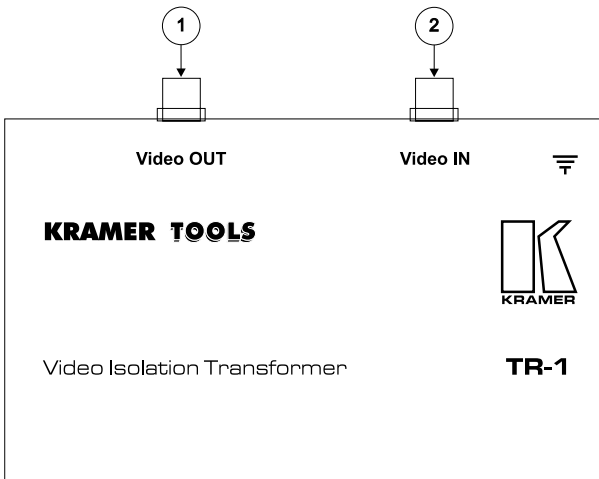 1 2
Video OUT Video IN
KRAMER TOOLS
KRAMER
Video Isolation Transformer TR-1